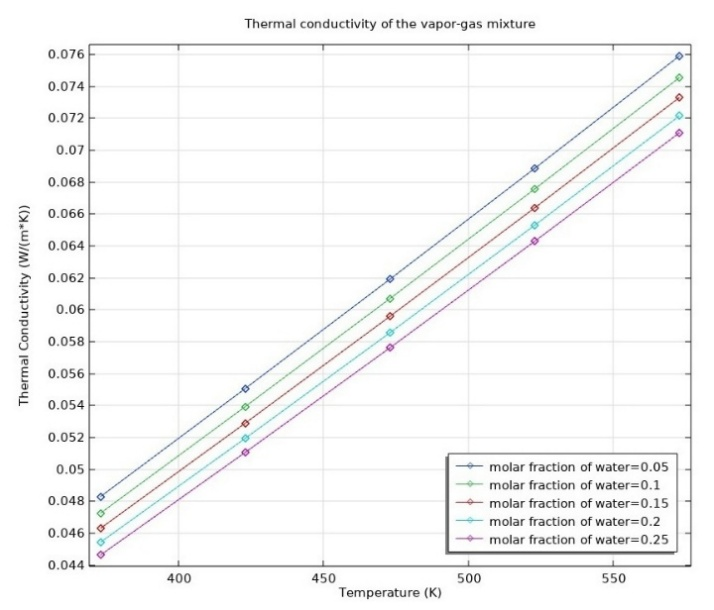 Thermal conductivity of the vapor-gas mixture
0.076
0.074
0.072
0.07
0.068
0.066
0.064
0.062
0.06
0.058
0.056
0.054
0.052
0.05
0.048
0.046
0.044
Thermal Conductivity (W/(m*K))
molar fraction of water=0.05
molar fraction of water=0.1
molar fraction of water=0.15
molar fraction of water=0.2
molar fraction of water=0.25
400 450 500 550
Temperature (K)